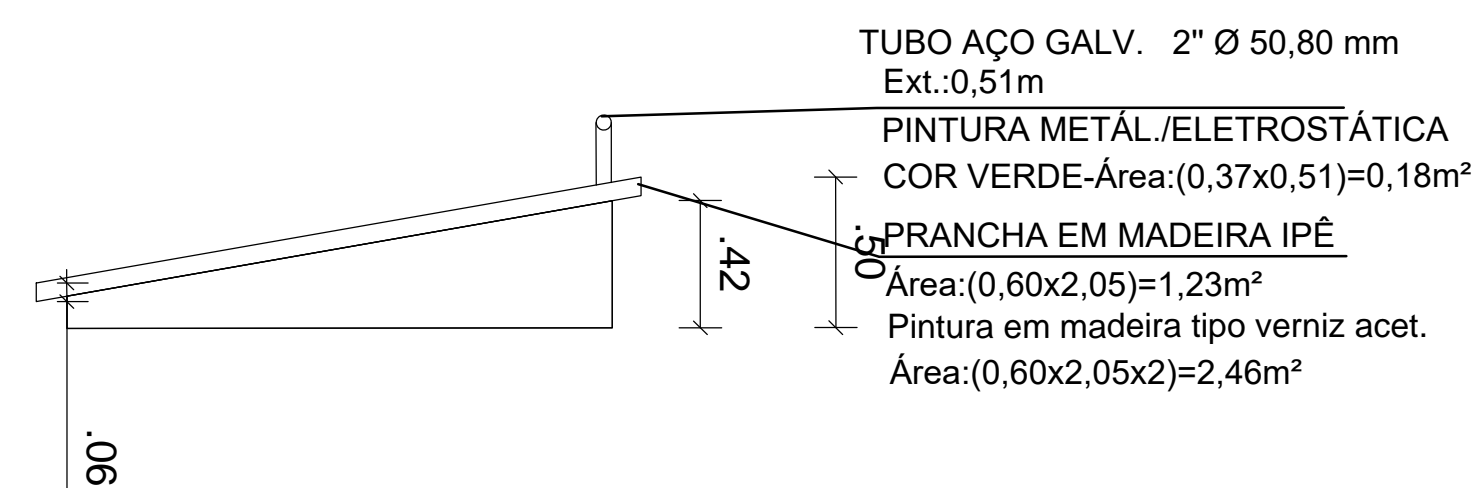 TUBO AÇO GALV. 2" Ø 50,80 mm
Ext.:0,51m
PINTURA METÁL./ELETROSTÁTICA
COR VERDE-Área:(0,37x0,51)=0,18m²
PRANCHA EM MADEIRA IPÊ
Área:(0,60x2,05)=1,23m²
Pintura em madeira tipo verniz acet.
Área:(0,60x2,05x2)=2,46m²
.50
.42
.06